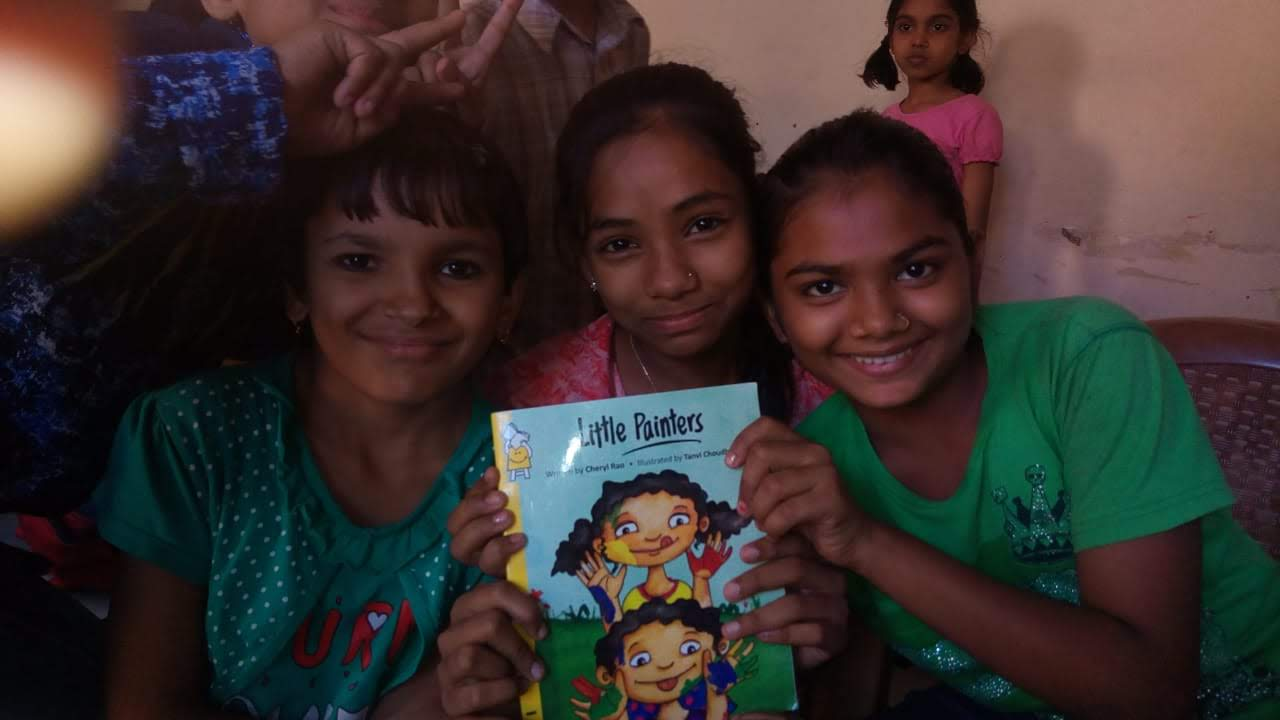 Little Painters
Written by Cheryl Rao • Illustrated by Tanvi